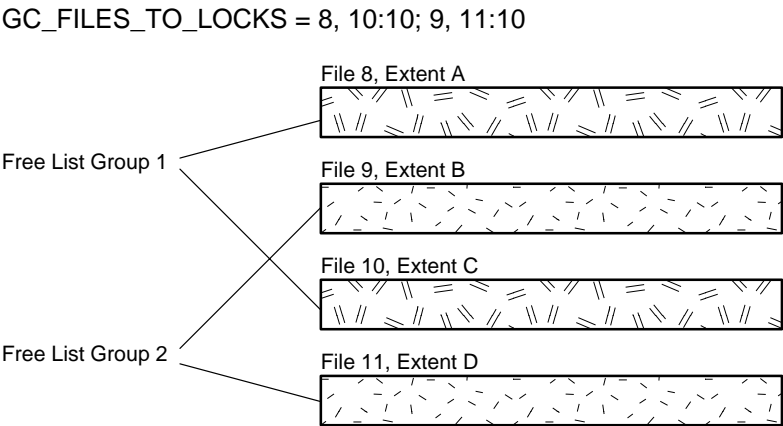 GC_FILES_TO_LOCKS = 8, 10:10; 9, 11:10
File 8, Extent A
Free List Group 1
File 9, Extent B
File 10, Extent C
Free List Group 2
File 11, Extent D